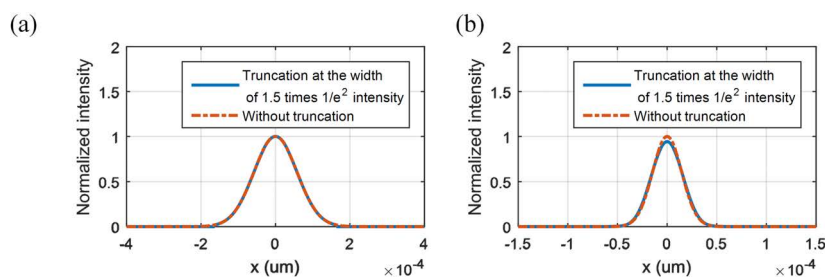 (a)
2
1.5
1
0.5
0
Normalized intensity
Truncation at the width
of 1.5 times 1/e² intensity
Without truncation
-4
-2
0
2
4
x (um)
×10⁻⁴
(b)
2
1.5
1
0.5
0
Normalized intensity
Truncation at the width
of 1.5 times 1/e² intensity
Without truncation
-1.5
-1
-0.5
0
0.5
1
1.5
x (um)
×10⁻⁴